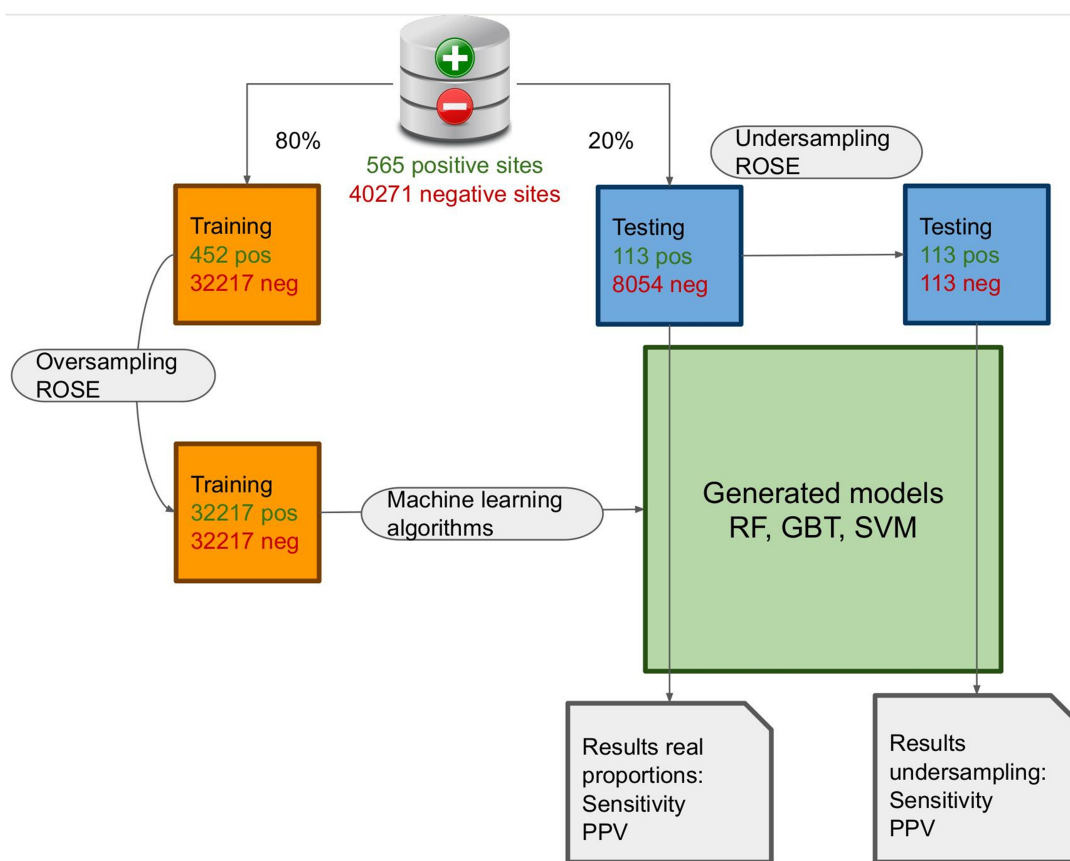 80%
20%
565 positive sites
40271 negative sites
Undersampling
ROSE
Training
452 pos
32217 neg
Testing
113 pos
8054 neg
Testing
113 pos
113 neg
Oversampling
ROSE
Training
32217 pos
32217 neg
Machine learning
algorithms
Generated models
RF, GBT, SVM
Results real
proportions:
Sensitivity
PPV
Results
undersampling:
Sensitivity
PPV